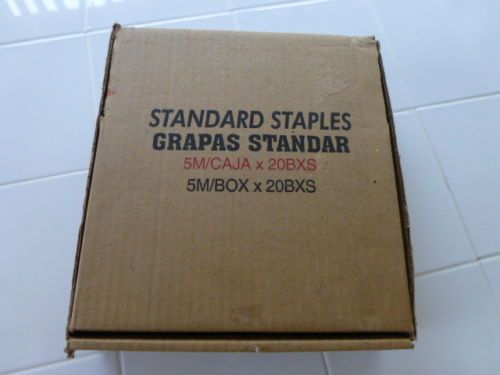 STANDARD STAPLES
GRAPAS STANDAR
5M/CAJA x 20BXS
5M/BOX x 20BXS